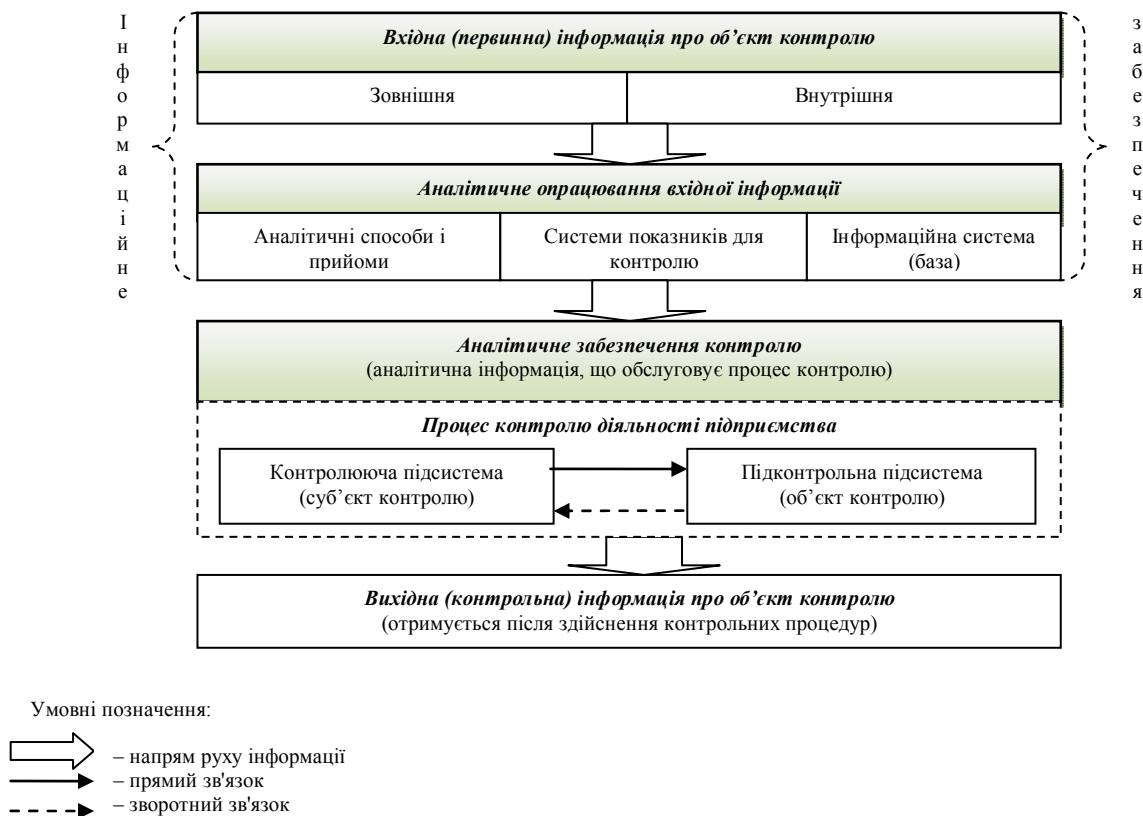 Інформаційне
забезпечення
Вхідна (первинна) інформація про об’єкт контролю
Зовнішня
Внутрішня
Аналітичне опрацювання вхідної інформації
Аналітичні способи і
прийоми
Системи показників для
контролю
Інформаційна система
(база)
Аналітичне забезпечення контролю
(аналітична інформація, що обслуговує процес контролю)
Процес контролю діяльності підприємства
Контролююча підсистема
(суб’єкт контролю)
Підконтрольна підсистема
(об’єкт контролю)
Вихідна (контрольна) інформація про об’єкт контролю
(отримується після здійснення контрольних процедур)
Умовні позначення:
– напрям руху інформації
– прямий зв'язок
– зворотний зв'язок